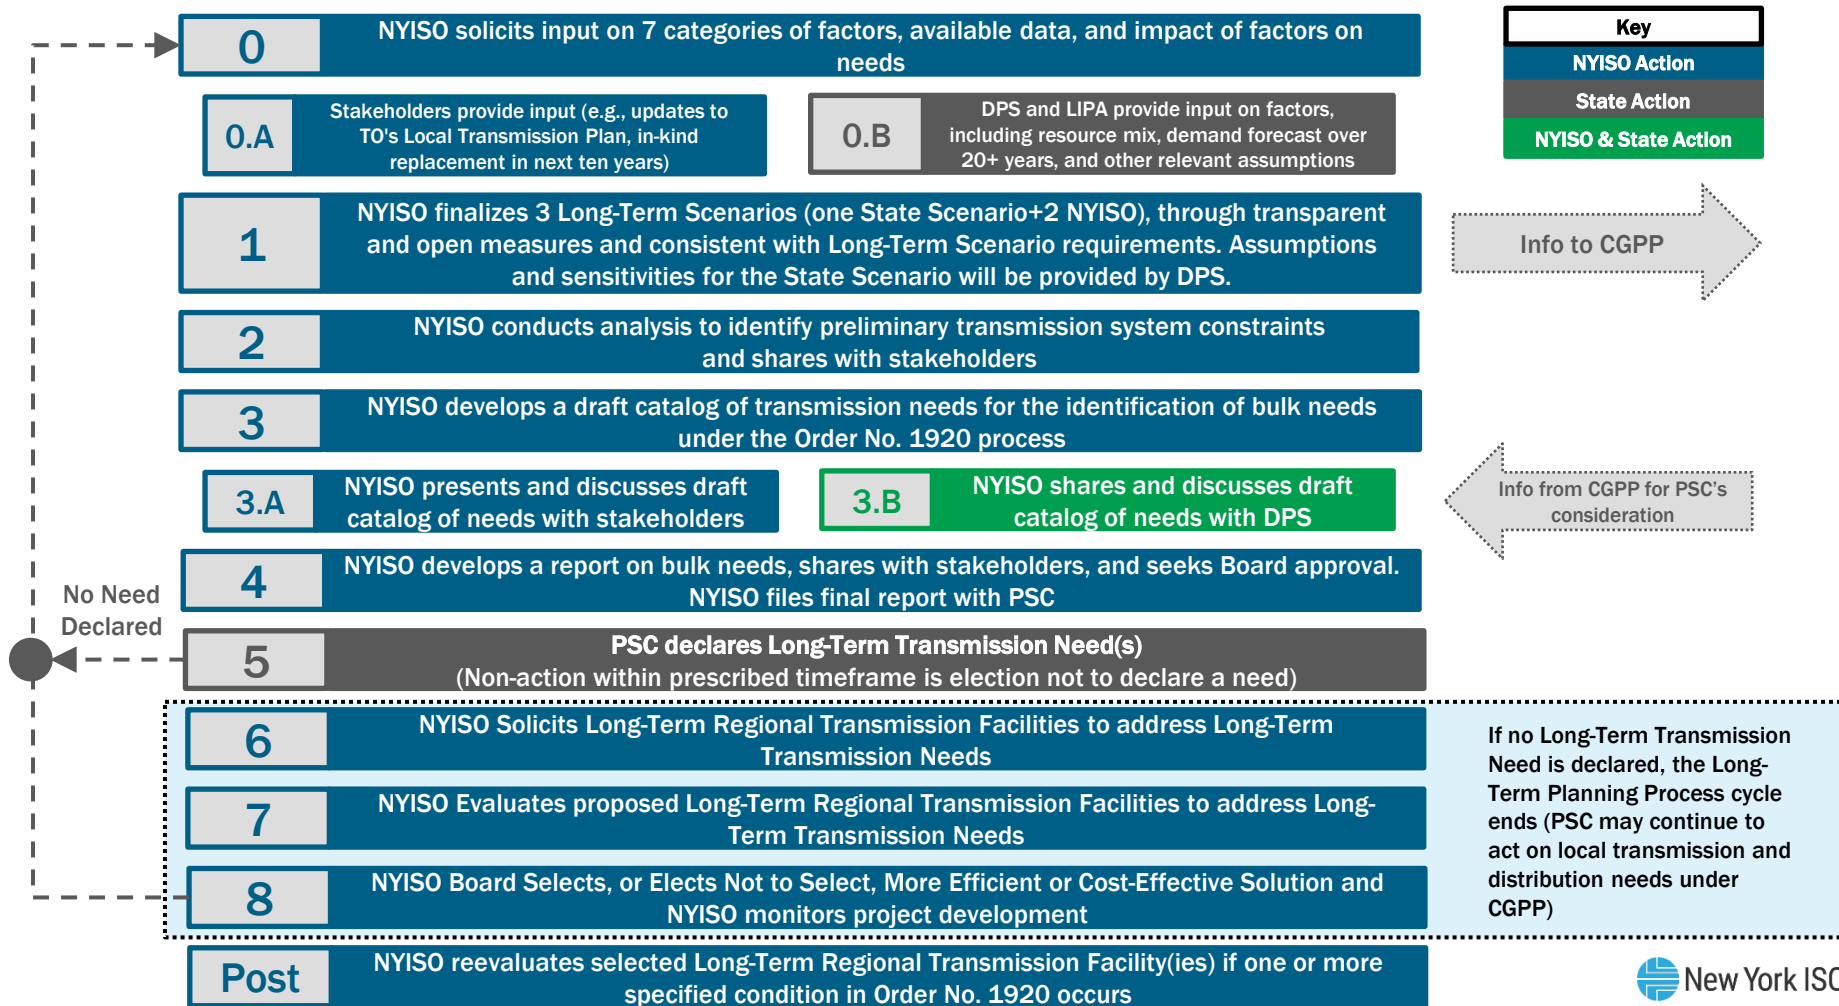 0
NYISO solicits input on 7 categories of factors, available data, and impact of factors on
needs
Key
NYISO Action
State Action
NYISO & State Action
0.A
Stakeholders provide input (e.g., updates to
TO's Local Transmission Plan, in-kind
replacement in next ten years)
0.B
DPS and LIPA provide input on factors,
including resource mix, demand forecast over
20+ years, and other relevant assumptions
1
NYISO finalizes 3 Long-Term Scenarios (one State Scenario+2 NYISO), through transparent
and open measures and consistent with Long-Term Scenario requirements. Assumptions
and sensitivities for the State Scenario will be provided by DPS.
Info to CGPP
2
NYISO conducts analysis to identify preliminary transmission system constraints
and shares with stakeholders
3
NYISO develops a draft catalog of transmission needs for the identification of bulk needs
under the Order No. 1920 process
3.A
NYISO presents and discusses draft
catalog of needs with stakeholders
3.B
NYISO shares and discusses draft
catalog of needs with DPS
Info from CGPP for PSC's
consideration
4
NYISO develops a report on bulk needs, shares with stakeholders, and seeks Board approval.
NYISO files final report with PSC
No Need
Declared
5
PSC declares Long-Term Transmission Need(s)
(Non-action within prescribed timeframe is election not to declare a need)
6
NYISO Solicits Long-Term Regional Transmission Facilities to address Long-Term
Transmission Needs
7
NYISO Evaluates proposed Long-Term Regional Transmission Facilities to address Long-
Term Transmission Needs
8
NYISO Board Selects, or Elects Not to Select, More Efficient or Cost-Effective Solution and
NYISO monitors project development
If no Long-Term Transmission
Need is declared, the Long-
Term Planning Process cycle
ends (PSC may continue to
act on local transmission and
distribution needs under
CGPP)
Post
NYISO reevaluates selected Long-Term Regional Transmission Facility(ies) if one or more
specified condition in Order No. 1920 occurs
New York ISO